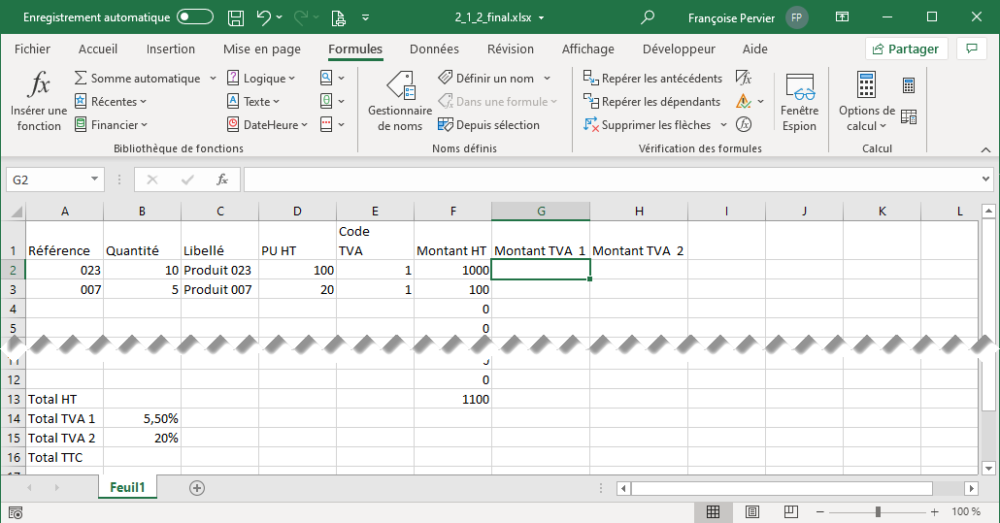 Enregistrement automatique 2_1_2_final.xlsx Françoise Pervier FP
Fichier Accueil Insertion Mise en page Formules Données Révision Affichage Développeur Aide Partager
fx Insérer une fonction
Somme automatique
Récentes
Financier
Logique
Texte
DateHeure
Bibliothèque de fonctions
Gestionnaire de noms
Définir un nom
Dans une formule
Depuis sélection
Noms définis
Repérer les antécédents
Repérer les dépendants
Supprimer les flèches
Vérification des formules
Fenêtre Espion
Options de calcul
Calcul
G2 fx
A B C D E F G H I J K L
1 Référence Quantité Libellé PU HT Code TVA Montant HT Montant TVA 1 Montant TVA 2
2 023 10 Produit 023 100 1 1000
3 007 5 Produit 007 20 1 100
4 0
5 0
12 0
13 Total HT 1100
14 Total TVA 1 5,50%
15 Total TVA 2 20%
16 Total TTC
Feuil1
100 %